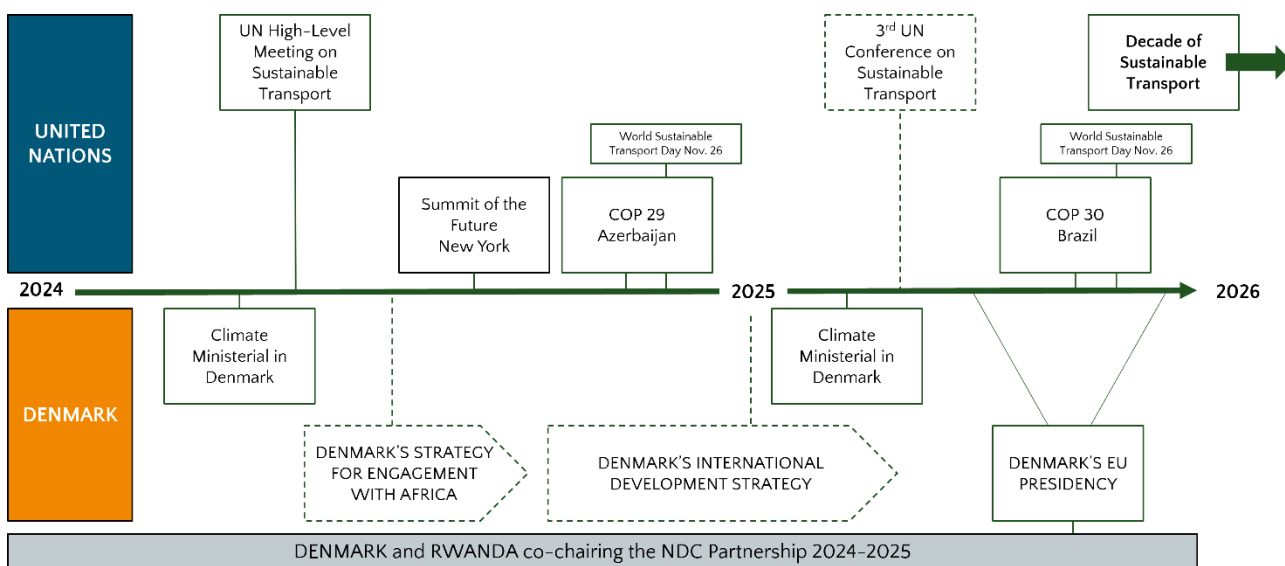 UNITED
NATIONS
UN High-Level
Meeting on
Sustainable
Transport
3rd UN
Conference on
Sustainable
Transport
Decade of
Sustainable
Transport
World Sustainable
Transport Day Nov. 26
World Sustainable
Transport Day Nov. 26
Summit of the
Future
New York
COP 29
Azerbaijan
COP 30
Brazil
2024
2025
2026
DENMARK
Climate
Ministerial in
Denmark
Climate
Ministerial in
Denmark
DENMARK'S STRATEGY
FOR ENGAGEMENT
WITH AFRICA
DENMARK'S INTERNATIONAL
DEVELOPMENT STRATEGY
DENMARK'S EU
PRESIDENCY
DENMARK and RWANDA co-chairing the NDC Partnership 2024-2025